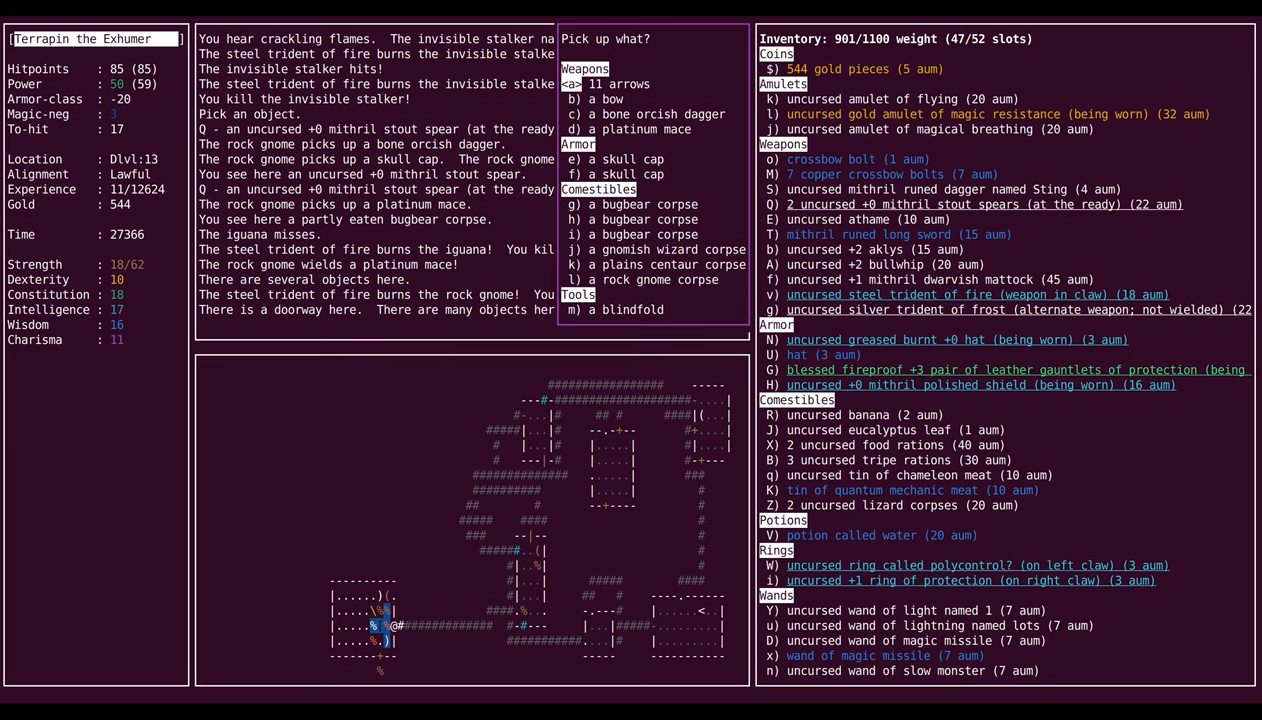 [Terrapin the Exhumer ]
Hitpoints : 85 (85)
Power : 50 (59)
Armor-class : -20
Magic-neg : 3
To-hit : 17
Location : Dlvl:13
Alignment : Lawful
Experience : 11/12624
Gold : 544
Time : 27366
Strength : 18/62
Dexterity : 10
Constitution : 18
Intelligence : 17
Wisdom : 16
Charisma : 11
You hear crackling flames.  The invisible stalker na
The steel trident of fire burns the invisible stalke
The invisible stalker hits!
The steel trident of fire burns the invisible stalke
You kill the invisible stalker!
Pick an object.
Q - an uncursed +0 mithril stout spear (at the ready
The rock gnome picks up a bone orcish dagger.
The rock gnome picks up a skull cap.  The rock gnome
You see here an uncursed +0 mithril stout spear.
Q - an uncursed +0 mithril stout spear (at the ready
The rock gnome picks up a platinum mace.
You see here a partly eaten bugbear corpse.
The iguana misses.
The steel trident of fire burns the iguana!  You kil
The rock gnome wields a platinum mace!
There are several objects here.
The steel trident of fire burns the rock gnome!  You
There is a doorway here.  There are many objects her
Pick up what?
Weapons
<a> 11 arrows
b) a bow
c) a bone orcish dagger
d) a platinum mace
Armor
e) a skull cap
f) a skull cap
Comestibles
g) a bugbear corpse
h) a bugbear corpse
i) a bugbear corpse
j) a gnomish wizard corpse
k) a plains centaur corpse
l) a rock gnome corpse
Tools
m) a blindfold
Inventory: 901/1100 weight (47/52 slots)
Coins
$) 544 gold pieces (5 aum)
Amulets
k) uncursed amulet of flying (20 aum)
l) uncursed gold amulet of magic resistance (being worn) (32 aum)
j) uncursed amulet of magical breathing (20 aum)
Weapons
o) crossbow bolt (1 aum)
M) 7 copper crossbow bolts (7 aum)
S) uncursed mithril runed dagger named Sting (4 aum)
Q) 2 uncursed +0 mithril stout spears (at the ready) (22 aum)
E) uncursed athame (10 aum)
T) mithril runed long sword (15 aum)
b) uncursed +2 aklys (15 aum)
A) uncursed +2 bullwhip (20 aum)
f) uncursed +1 mithril dwarvish mattock (45 aum)
v) uncursed steel trident of fire (weapon in claw) (18 aum)
g) uncursed silver trident of frost (alternate weapon; not wielded) (22
Armor
N) uncursed greased burnt +0 hat (being worn) (3 aum)
U) hat (3 aum)
G) blessed fireproof +3 pair of leather gauntlets of protection (being
H) uncursed +0 mithril polished shield (being worn) (16 aum)
Comestibles
R) uncursed banana (2 aum)
J) uncursed eucalyptus leaf (1 aum)
X) 2 uncursed food rations (40 aum)
B) 3 uncursed tripe rations (30 aum)
q) uncursed tin of chameleon meat (10 aum)
K) tin of quantum mechanic meat (10 aum)
Z) 2 uncursed lizard corpses (20 aum)
Potions
V) potion called water (20 aum)
Rings
W) uncursed ring called polycontrol? (on left claw) (3 aum)
i) uncursed +1 ring of protection (on right claw) (3 aum)
Wands
Y) uncursed wand of light named 1 (7 aum)
u) uncursed wand of lightning named lots (7 aum)
D) uncursed wand of magic missile (7 aum)
x) wand of magic missile (7 aum)
n) uncursed wand of slow monster (7 aum)